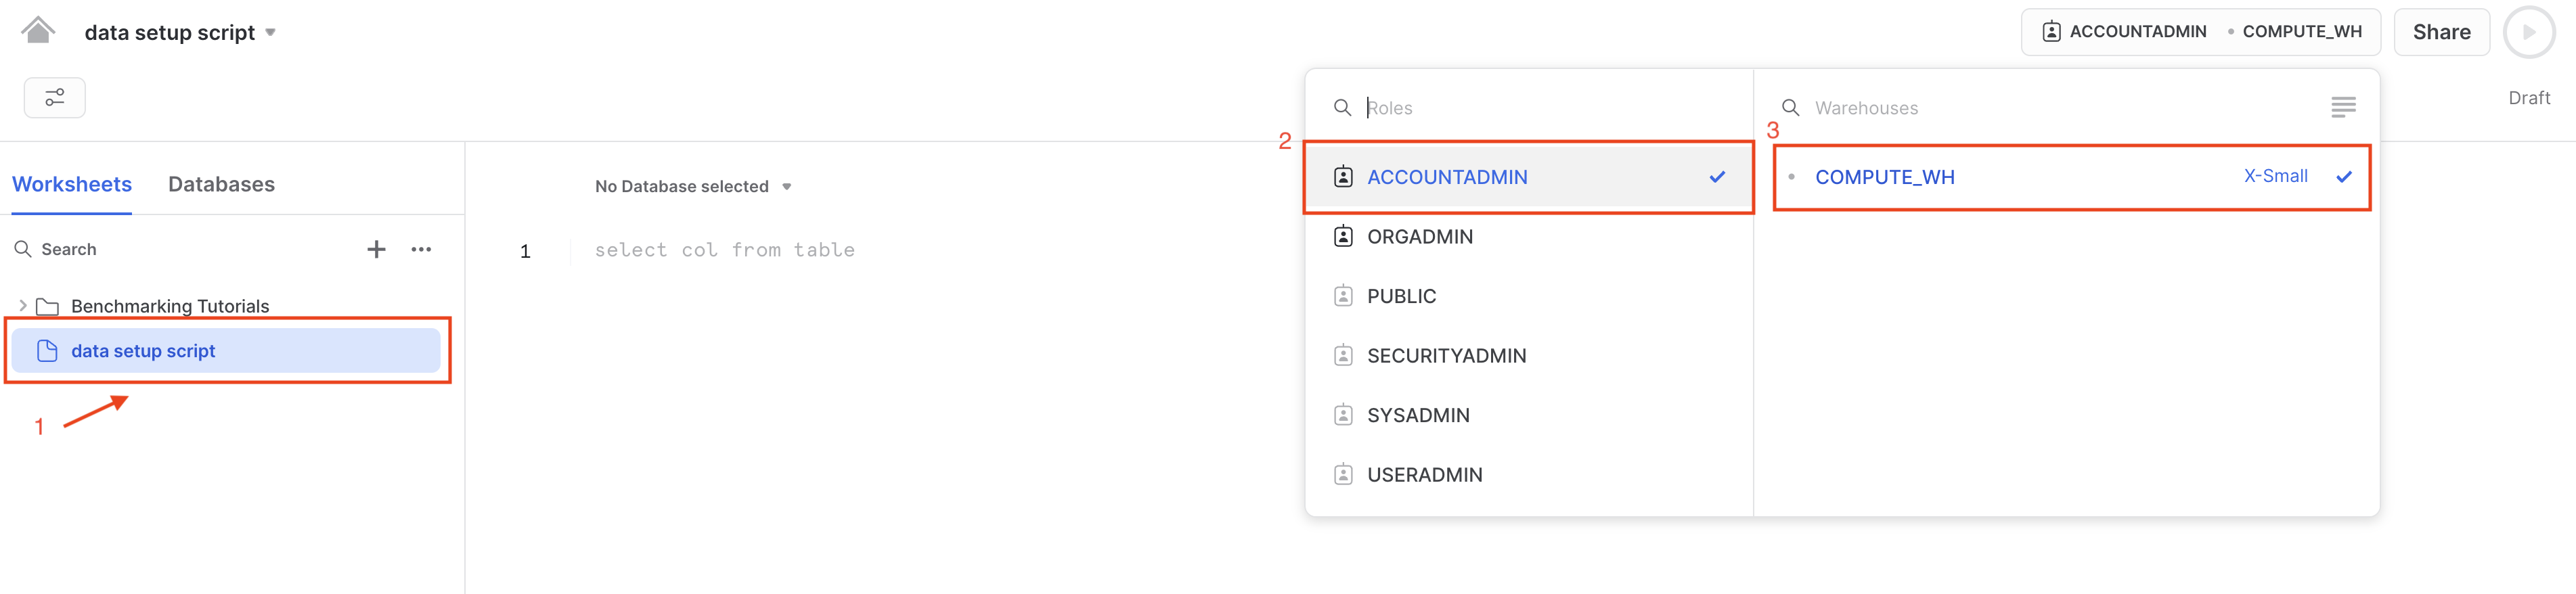 data setup script
ACCOUNTADMIN • COMPUTE_WH
Share
Draft
Worksheets Databases
Search
Benchmarking Tutorials
data setup script
1
No Database selected
1 select col from table
Roles
2
ACCOUNTADMIN
ORGADMIN
PUBLIC
SECURITYADMIN
SYSADMIN
USERADMIN
Warehouses
3
COMPUTE_WH X-Small